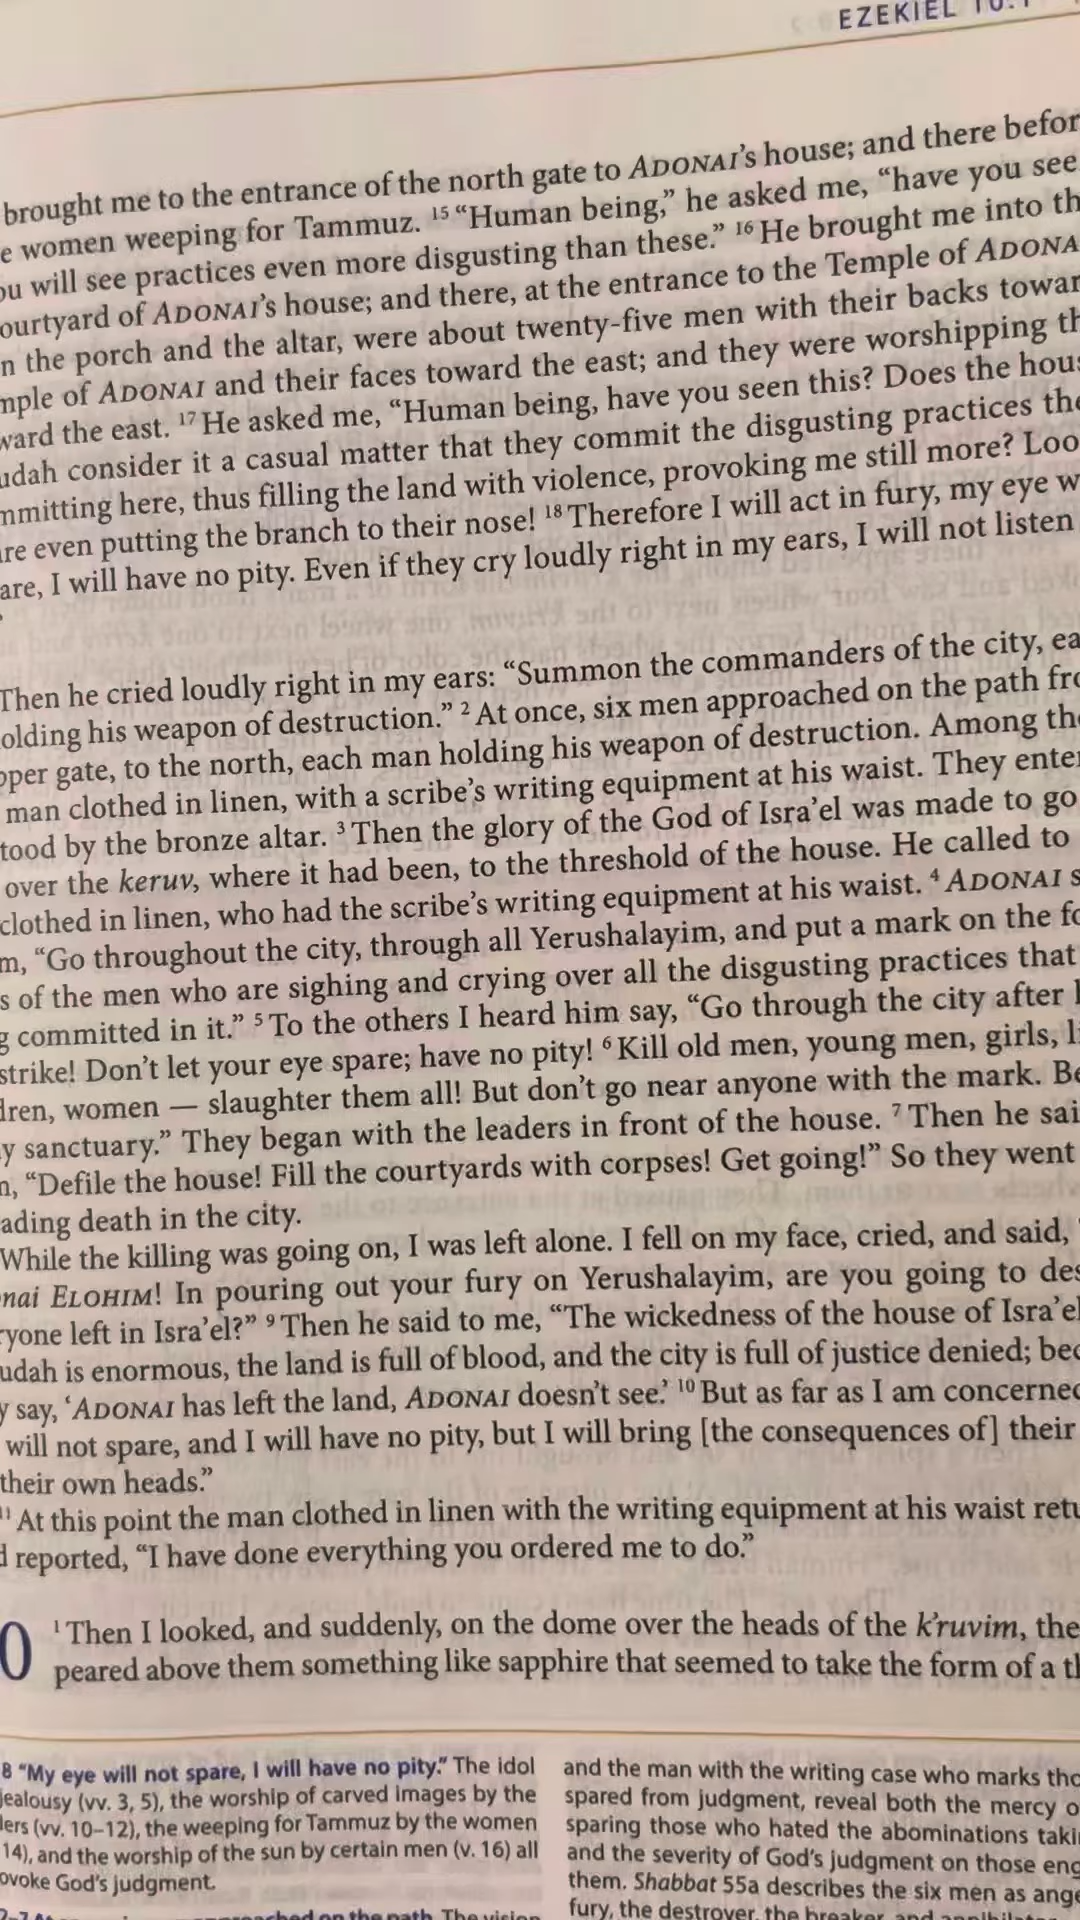 EZEKIEL 10:1
brought me to the entrance of the north gate to ADONAI's house; and there befor
e women weeping for Tammuz. 15 “Human being,” he asked me, “have you see
ou will see practices even more disgusting than these.” 16 He brought me into th
ourtyard of ADONAI's house; and there, at the entrance to the Temple of ADONA
n the porch and the altar, were about twenty-five men with their backs towar
mple of ADONAI and their faces toward the east; and they were worshipping th
ward the east. 17 He asked me, “Human being, have you seen this? Does the hous
udah consider it a casual matter that they commit the disgusting practices the
mmitting here, thus filling the land with violence, provoking me still more? Loo
are even putting the branch to their nose! 18 Therefore I will act in fury, my eye w
are, I will have no pity. Even if they cry loudly right in my ears, I will not listen
Then he cried loudly right in my ears: “Summon the commanders of the city, ea
olding his weapon of destruction.” 2 At once, six men approached on the path fro
pper gate, to the north, each man holding his weapon of destruction. Among the
man clothed in linen, with a scribe's writing equipment at his waist. They enter
tood by the bronze altar. 3 Then the glory of the God of Isra'el was made to go
over the keruv, where it had been, to the threshold of the house. He called to
clothed in linen, who had the scribe's writing equipment at his waist. 4 ADONAI s
m, “Go throughout the city, through all Yerushalayim, and put a mark on the fo
s of the men who are sighing and crying over all the disgusting practices that
g committed in it.” 5 To the others I heard him say, “Go through the city after h
strike! Don't let your eye spare; have no pity! 6 Kill old men, young men, girls, li
dren, women — slaughter them all! But don't go near anyone with the mark. Be
y sanctuary.” They began with the leaders in front of the house. 7 Then he sai
n, “Defile the house! Fill the courtyards with corpses! Get going!” So they went
ading death in the city.
While the killing was going on, I was left alone. I fell on my face, cried, and said, “
nai ELOHIM! In pouring out your fury on Yerushalayim, are you going to des
ryone left in Isra'el?” 9 Then he said to me, “The wickedness of the house of Isra'el
udah is enormous, the land is full of blood, and the city is full of justice denied; bec
y say, ‘ADONAI has left the land, ADONAI doesn't see.’ 10 But as far as I am concerned
will not spare, and I will have no pity, but I will bring [the consequences of] their
their own heads.”
11 At this point the man clothed in linen with the writing equipment at his waist retu
d reported, “I have done everything you ordered me to do.”
0 1 Then I looked, and suddenly, on the dome over the heads of the k'ruvim, the
peared above them something like sapphire that seemed to take the form of a th
8 “My eye will not spare, I will have no pity.” The idol
jealousy (vv. 3, 5), the worship of carved images by the
ders (vv. 10–12), the weeping for Tammuz by the women
14), and the worship of the sun by certain men (v. 16) all
ovoke God's judgment.
approached on the path. The vision
and the man with the writing case who marks tho
spared from judgment, reveal both the mercy o
sparing those who hated the abominations takin
and the severity of God's judgment on those eng
them. Shabbat 55a describes the six men as ange
fury, the destroyer, the breaker, and annihilator